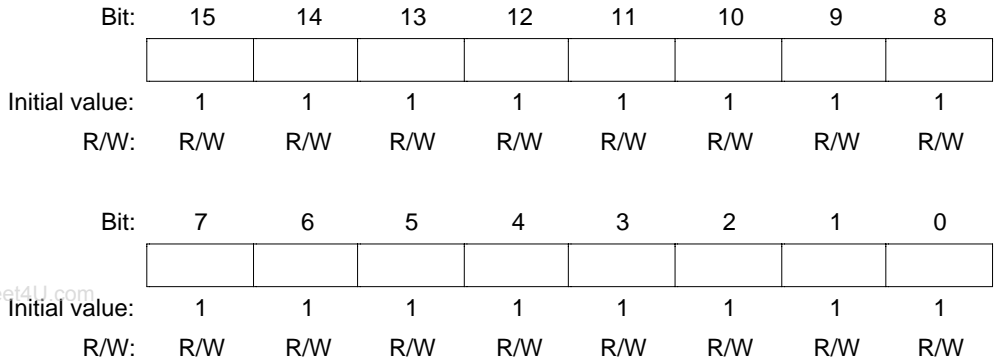 Bit: 15 14 13 12 11 10 9 8
Initial value: 1 1 1 1 1 1 1 1
R/W: R/W R/W R/W R/W R/W R/W R/W R/W
Bit: 7 6 5 4 3 2 1 0
et4U.com
Initial value: 1 1 1 1 1 1 1 1
R/W: R/W R/W R/W R/W R/W R/W R/W R/W